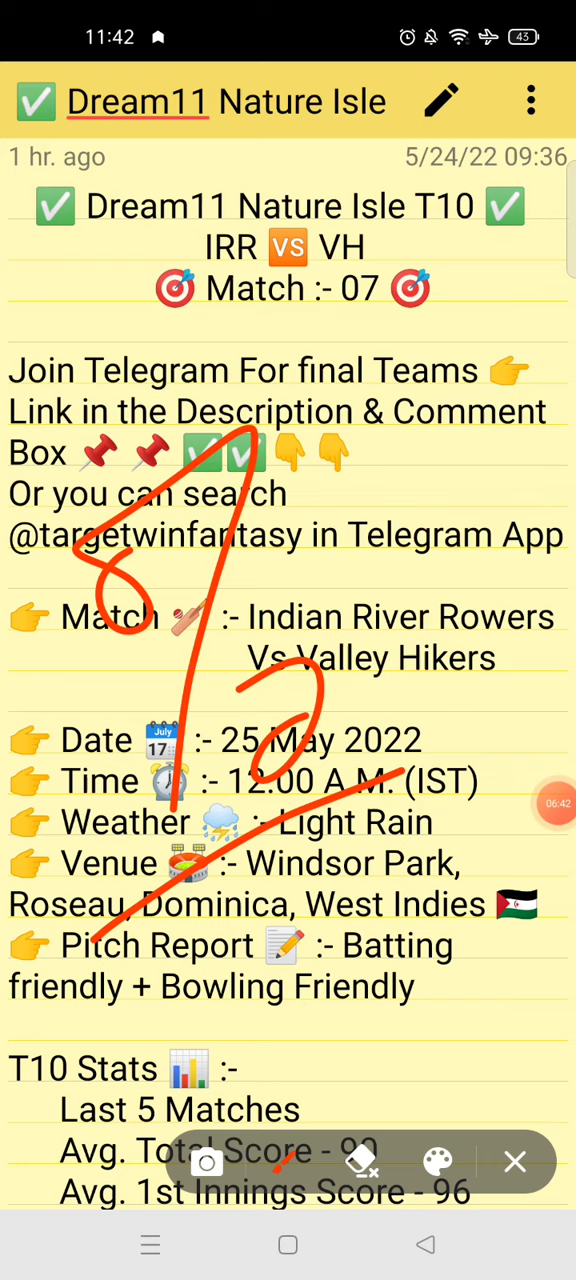 11:42
43
✅ Dream11 Nature Isle
1 hr. ago 5/24/22 09:36
✅ Dream11 Nature Isle T10 ✅
IRR 🆚 VH
🎯 Match :- 07 🎯
Join Telegram For final Teams 👉
Link in the Description & Comment
Box 📌 📌 ✅✅👇👇
Or you can search
@targetwinfantasy in Telegram App
👉 Match 🏏 :- Indian River Rowers
Vs Valley Hikers
👉 Date 📅 :- 25 May 2022
👉 Time ⏰ :- 12:00 A.M. (IST)
👉 Weather ⛈️ :- Light Rain
👉 Venue 🏟️ :- Windsor Park,
Roseau, Dominica, West Indies 🇪🇭
👉 Pitch Report 📝 :- Batting
friendly + Bowling Friendly
T10 Stats 📊 :-
Last 5 Matches
Avg. Total Score - 90
Avg. 1st Innings Score - 96
06:42